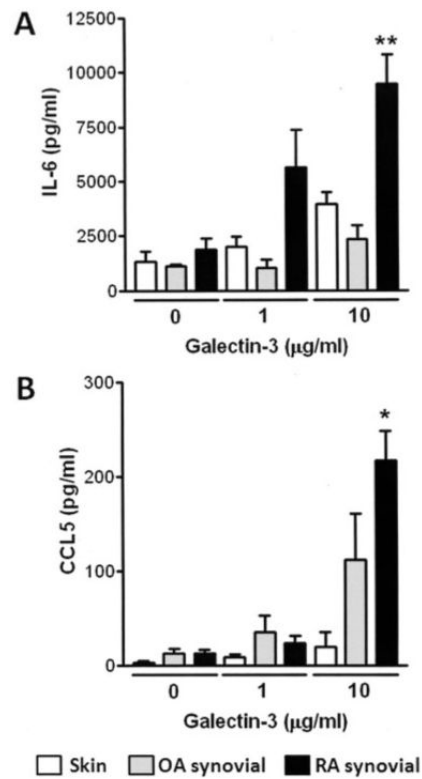 A
IL-6 (pg/ml)
12500
10000
7500
5000
2500
0
**
0 1 10
Galectin-3 (μg/ml)
B
CCL5 (pg/ml)
300
200
100
0
*
0 1 10
Galectin-3 (μg/ml)
Skin OA synovial RA synovial